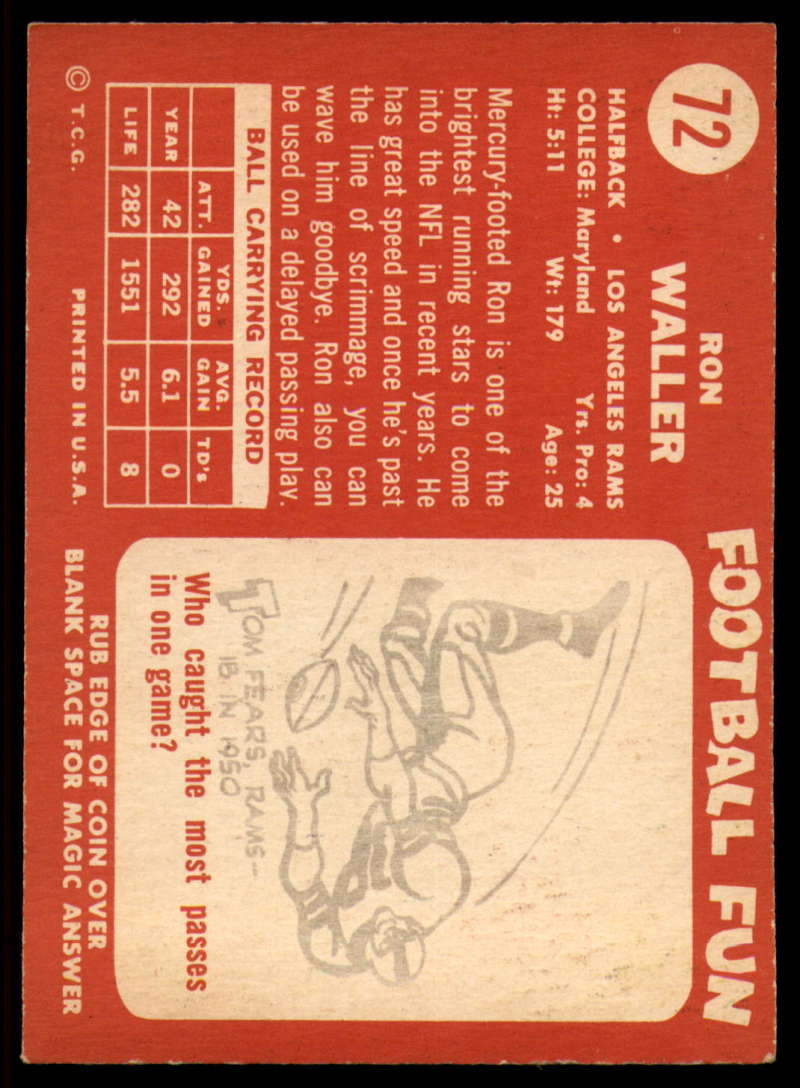 72
RON
WALLER
HALFBACK • LOS ANGELES RAMS
COLLEGE: Maryland Yrs. Pro: 4
Ht: 5:11 Wt: 179 Age: 25
Mercury-footed Ron is one of the
brightest running stars to come
into the NFL in recent years. He
has great speed and once he's past
the line of scrimmage, you can
wave him goodbye. Ron also can
be used on a delayed passing play.
BALL CARRYING RECORD
ATT. YDS. GAINED AVG. GAIN TD's
YEAR 42 292 6.1 0
LIFE 282 1551 5.5 8
© T.C.G. PRINTED IN U.S.A.
FOOTBALL FUN
TOM FEARS, RAMS—
18 IN 1950
Who caught the most passes
in one game?
RUB EDGE OF COIN OVER
BLANK SPACE FOR MAGIC ANSWER